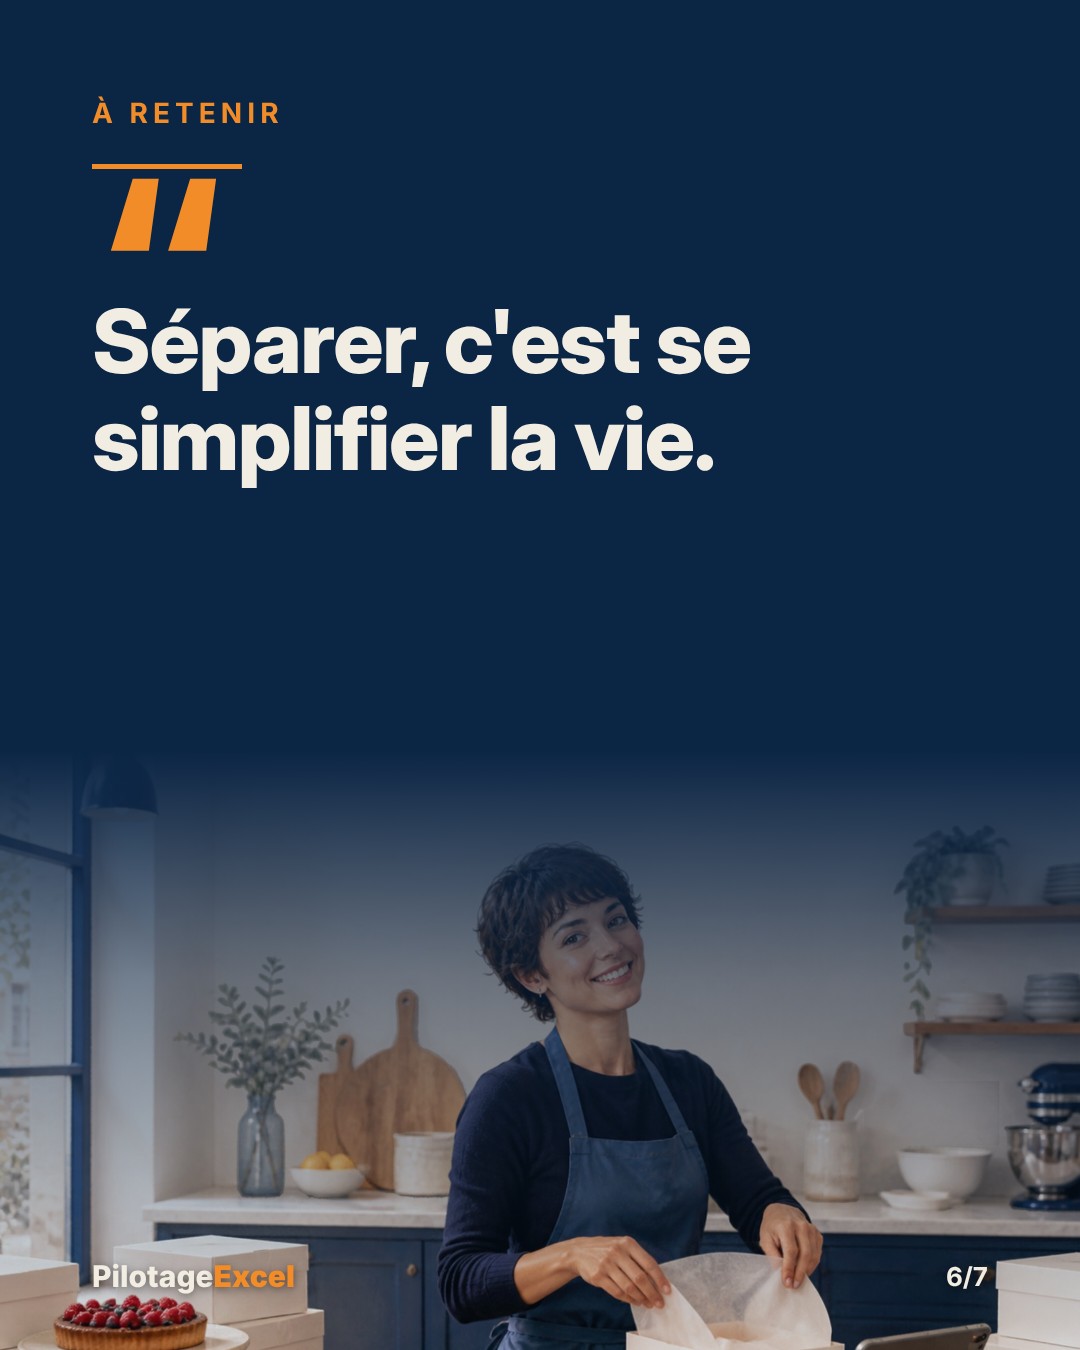 À RETENIR
"
Séparer, c'est se
simplifier la vie.
PilotageExcel
6/7